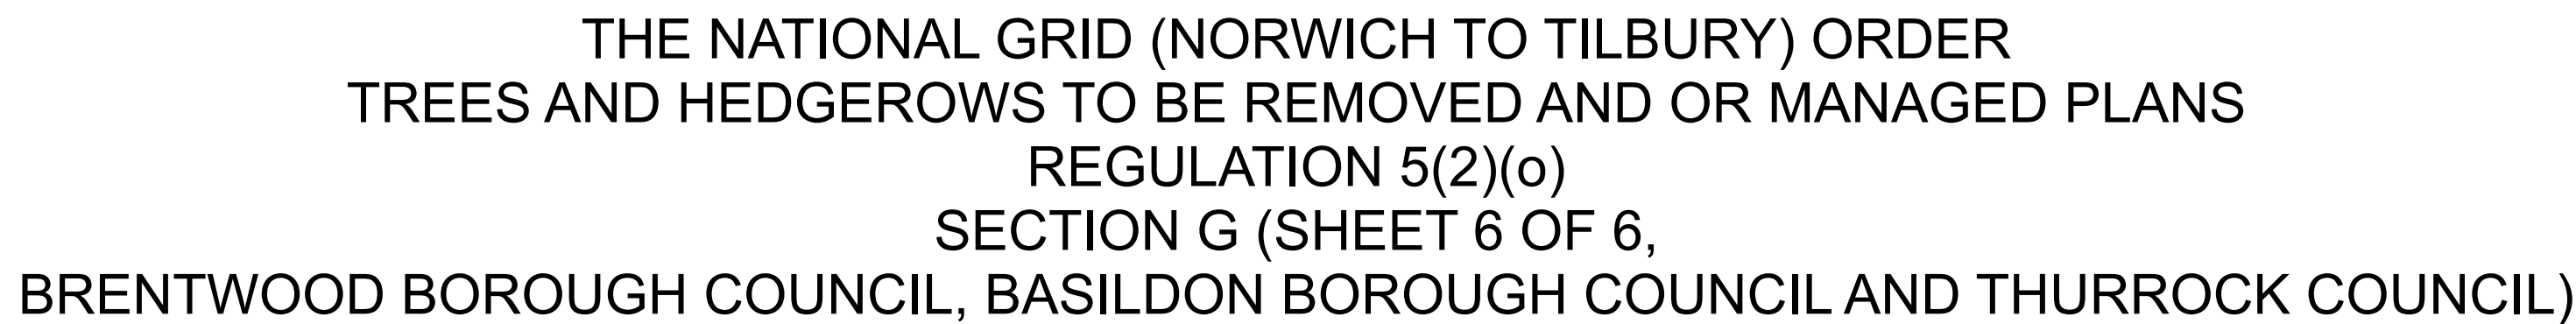 THE NATIONAL GRID (NORWICH TO TILBURY) ORDER
TREES AND HEDGEROWS TO BE REMOVED AND OR MANAGED PLANS
REGULATION 5(2)(o)
SECTION G (SHEET 6 OF 6,
BRENTWOOD BOROUGH COUNCIL, BASILDON BOROUGH COUNCIL AND THURROCK COUNCIL)